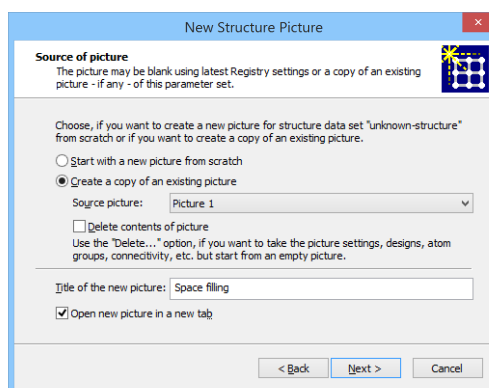 New Structure Picture
Source of picture
The picture may be blank using latest Registry settings or a copy of an existing
picture - if any - of this parameter set.
Choose, if you want to create a new picture for structure data set "unknown-structure"
from scratch or if you want to create a copy of an existing picture.
Start with a new picture from scratch
Create a copy of an existing picture
Source picture: Picture 1
Delete contents of picture
Use the "Delete..." option, if you want to take the picture settings, designs, atom
groups, connectivity, etc. but start from an empty picture.
Title of the new picture: Space filling
Open new picture in a new tab
< Back Next > Cancel